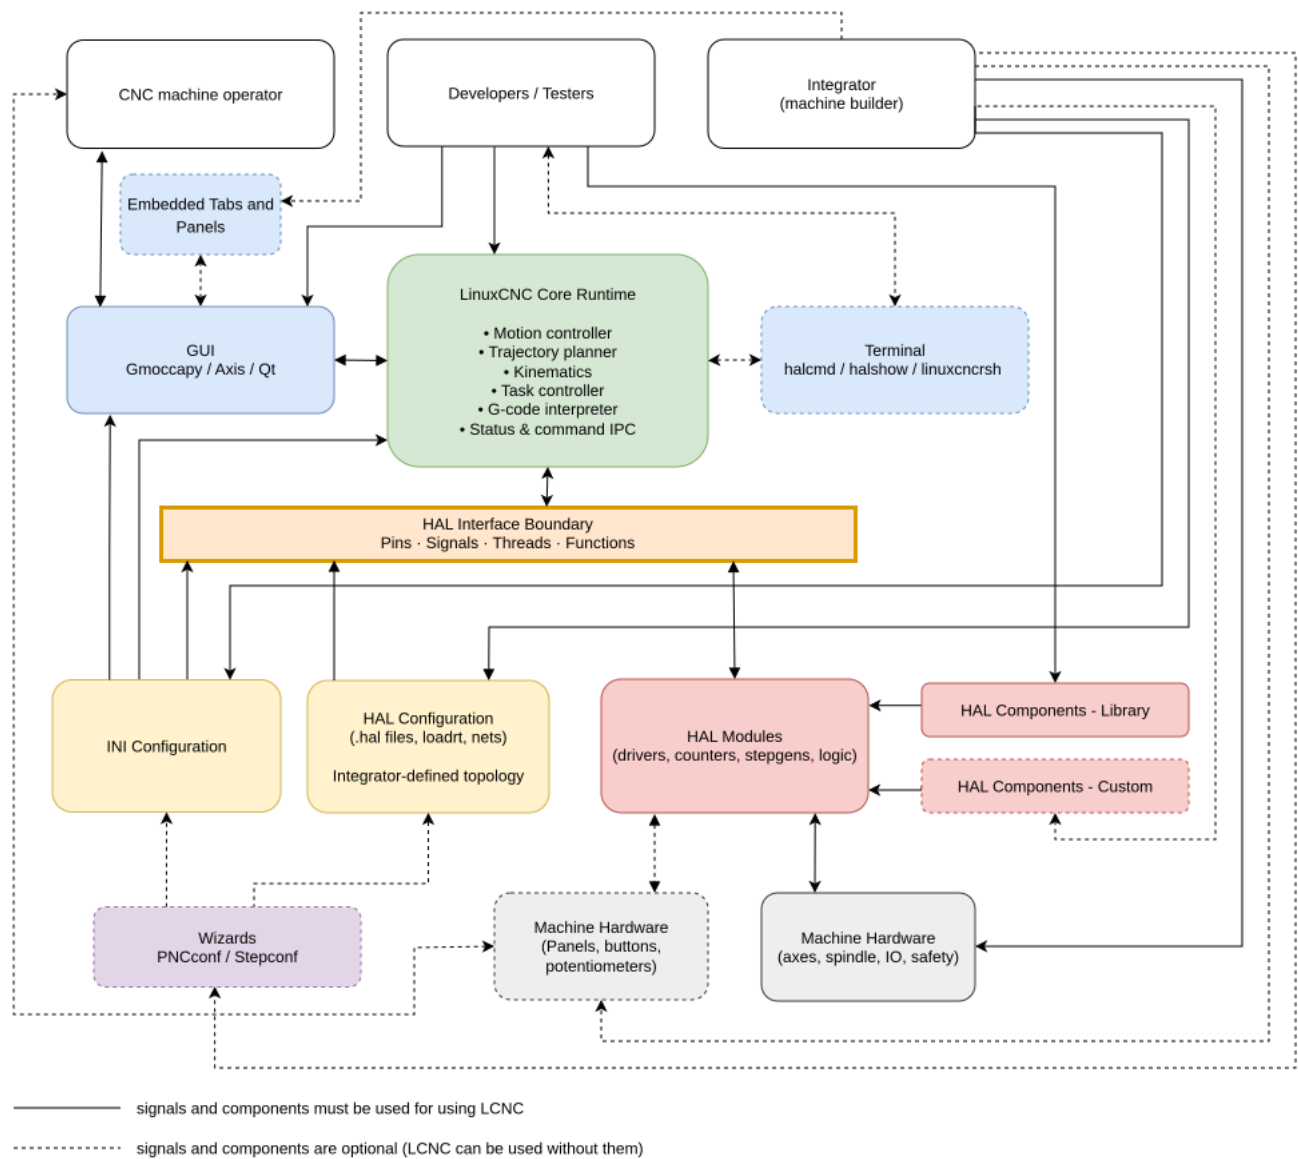 CNC machine operator
Developers / Testers
Integrator
(machine builder)
Embedded Tabs and
Panels
LinuxCNC Core Runtime
• Motion controller
• Trajectory planner
• Kinematics
• Task controller
• G-code interpreter
• Status & command IPC
GUI
Gmoccapy / Axis / Qt
Terminal
halcmd / halshow / linuxcncrsh
HAL Interface Boundary
Pins · Signals · Threads · Functions
INI Configuration
HAL Configuration
(.hal files, loadrt, nets)
Integrator-defined topology
HAL Modules
(drivers, counters, stepgens, logic)
HAL Components - Library
HAL Components - Custom
Wizards
PNCconf / Stepconf
Machine Hardware
(Panels, buttons,
potentiometers)
Machine Hardware
(axes, spindle, IO, safety)
signals and components must be used for using LCNC
signals and components are optional (LCNC can be used without them)